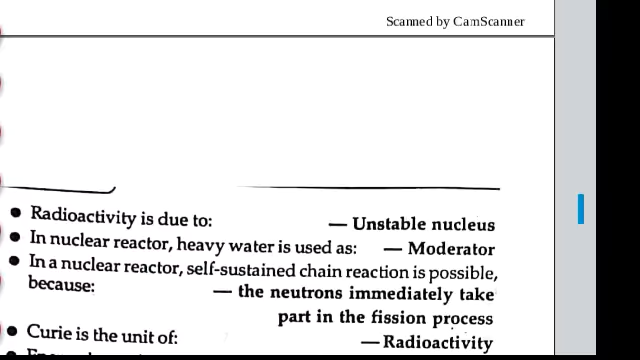 Scanned by CamScanner
● Radioactivity is due to: — Unstable nucleus
● In nuclear reactor, heavy water is used as: — Moderator
● In a nuclear reactor, self-sustained chain reaction is possible,
because: — the neutrons immediately take
part in the fission process
● Curie is the unit of: — Radioactivity